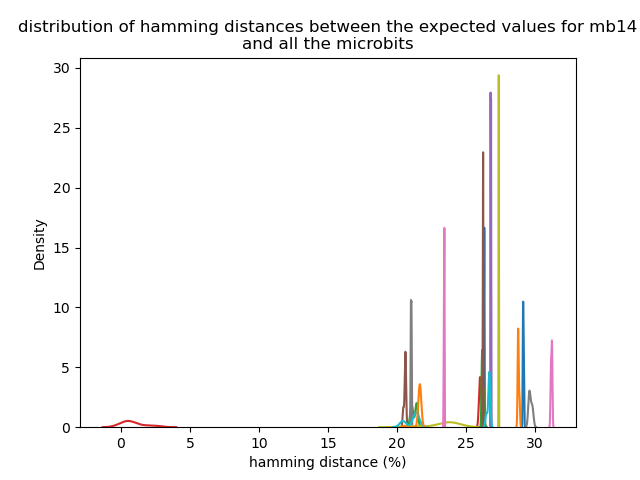 distribution of hamming distances between the expected values for mb14
and all the microbits
30
25
20
15
10
5
0
Density
0 5 10 15 20 25 30
hamming distance (%)